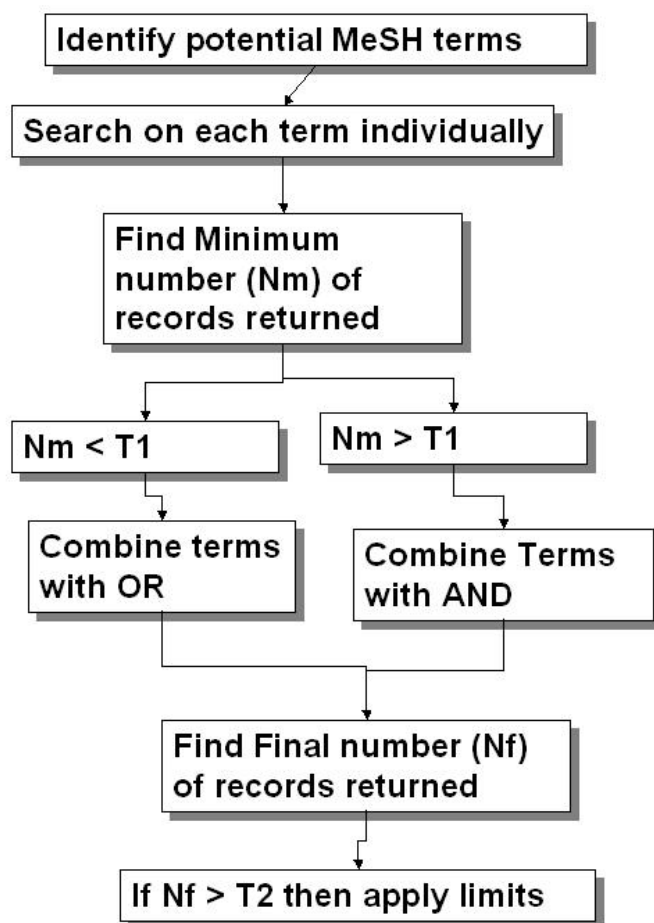 Identify potential MeSH terms
Search on each term individually
Find Minimum
number (Nm) of
records returned
Nm < T1
Nm > T1
Combine terms
with OR
Combine Terms
with AND
Find Final number (Nf)
of records returned
If Nf > T2 then apply limits